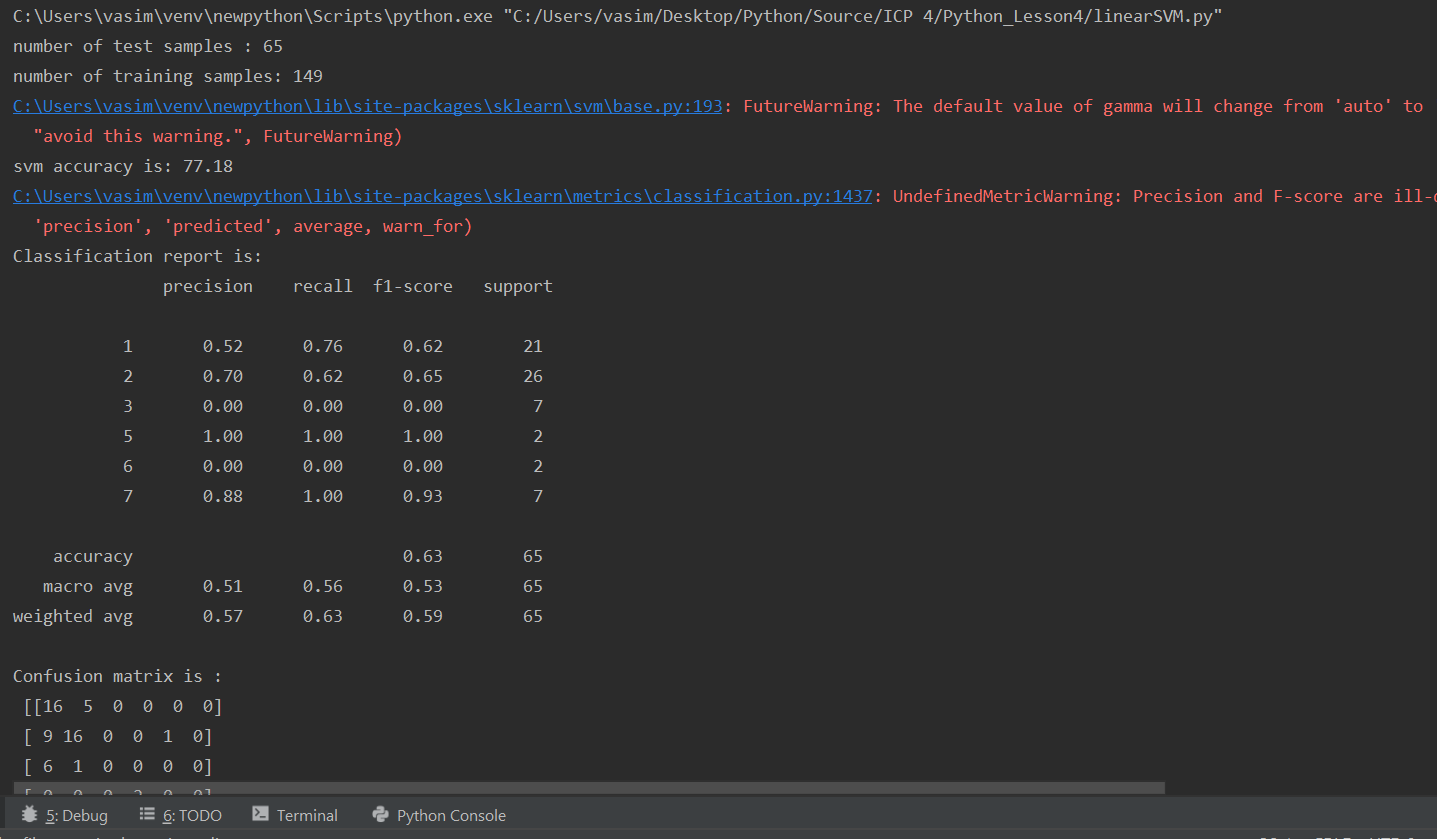 C:\Users\vasim\venv\newpython\Scripts\python.exe "C:/Users/vasim/Desktop/Python/Source/ICP 4/Python_Lesson4/linearSVM.py"
number of test samples : 65
number of training samples: 149
C:\Users\vasim\venv\newpython\lib\site-packages\sklearn\svm\base.py:193: FutureWarning: The default value of gamma will change from 'auto' to
"avoid this warning.", FutureWarning)
svm accuracy is: 77.18
C:\Users\vasim\venv\newpython\lib\site-packages\sklearn\metrics\classification.py:1437: UndefinedMetricWarning: Precision and F-score are
'precision', 'predicted', average, warn_for)
Classification report is:
precision recall f1-score support
1 0.52 0.76 0.62 21
2 0.70 0.62 0.65 26
3 0.00 0.00 0.00 7
5 1.00 1.00 1.00 2
6 0.00 0.00 0.00 2
7 0.88 1.00 0.93 7
accuracy 0.63 65
macro avg 0.51 0.56 0.53 65
weighted avg 0.57 0.63 0.59 65
Confusion matrix is :
[[16 5 0 0 0 0]
[ 9 16 0 0 1 0]
[ 6 1 0 0 0 0]
5: Debug 6: TODO Terminal Python Console